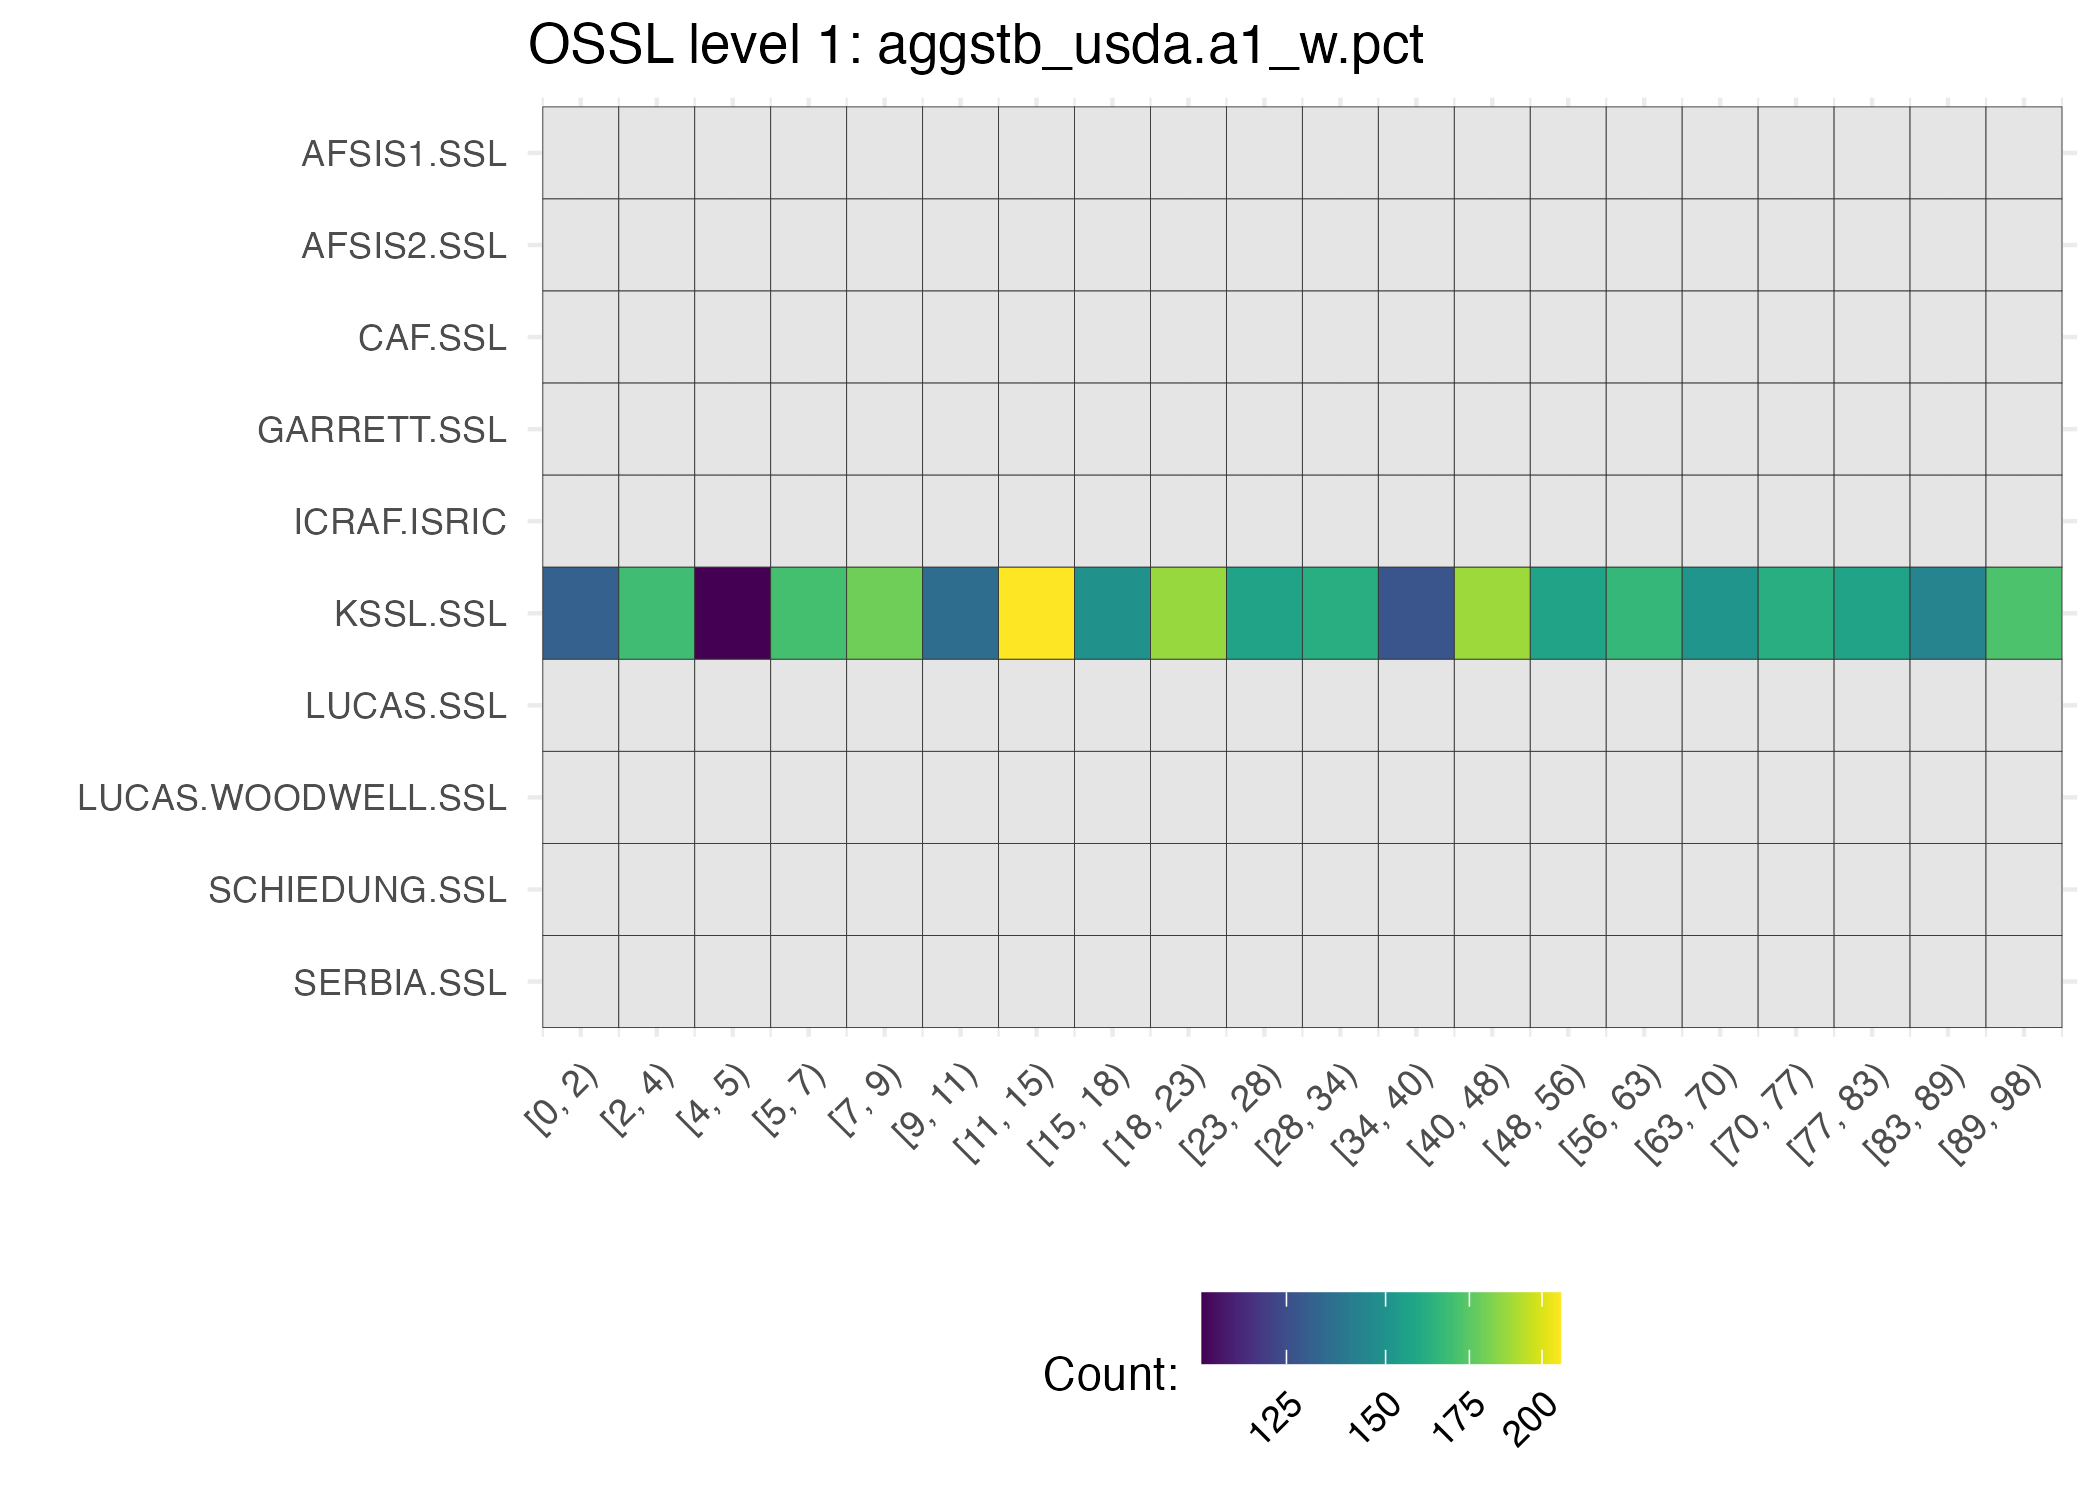 OSSL level 1: aggstb_usda.a1_w.pct
AFSIS1.SSL
AFSIS2.SSL
CAF.SSL
GARRETT.SSL
ICRAF.ISRIC
KSSL.SSL
LUCAS.SSL
LUCAS.WOODWELL.SSL
SCHIEDUNG.SSL
SERBIA.SSL
[0, 2)
[2, 4)
[4, 5)
[5, 7)
[7, 9)
[9, 11)
[11, 15)
[15, 18)
[18, 23)
[23, 28)
[28, 34)
[34, 40)
[40, 48)
[48, 56)
[56, 63)
[63, 70)
[70, 77)
[77, 83)
[83, 89)
[89, 98)
Count:
125
150
175
200